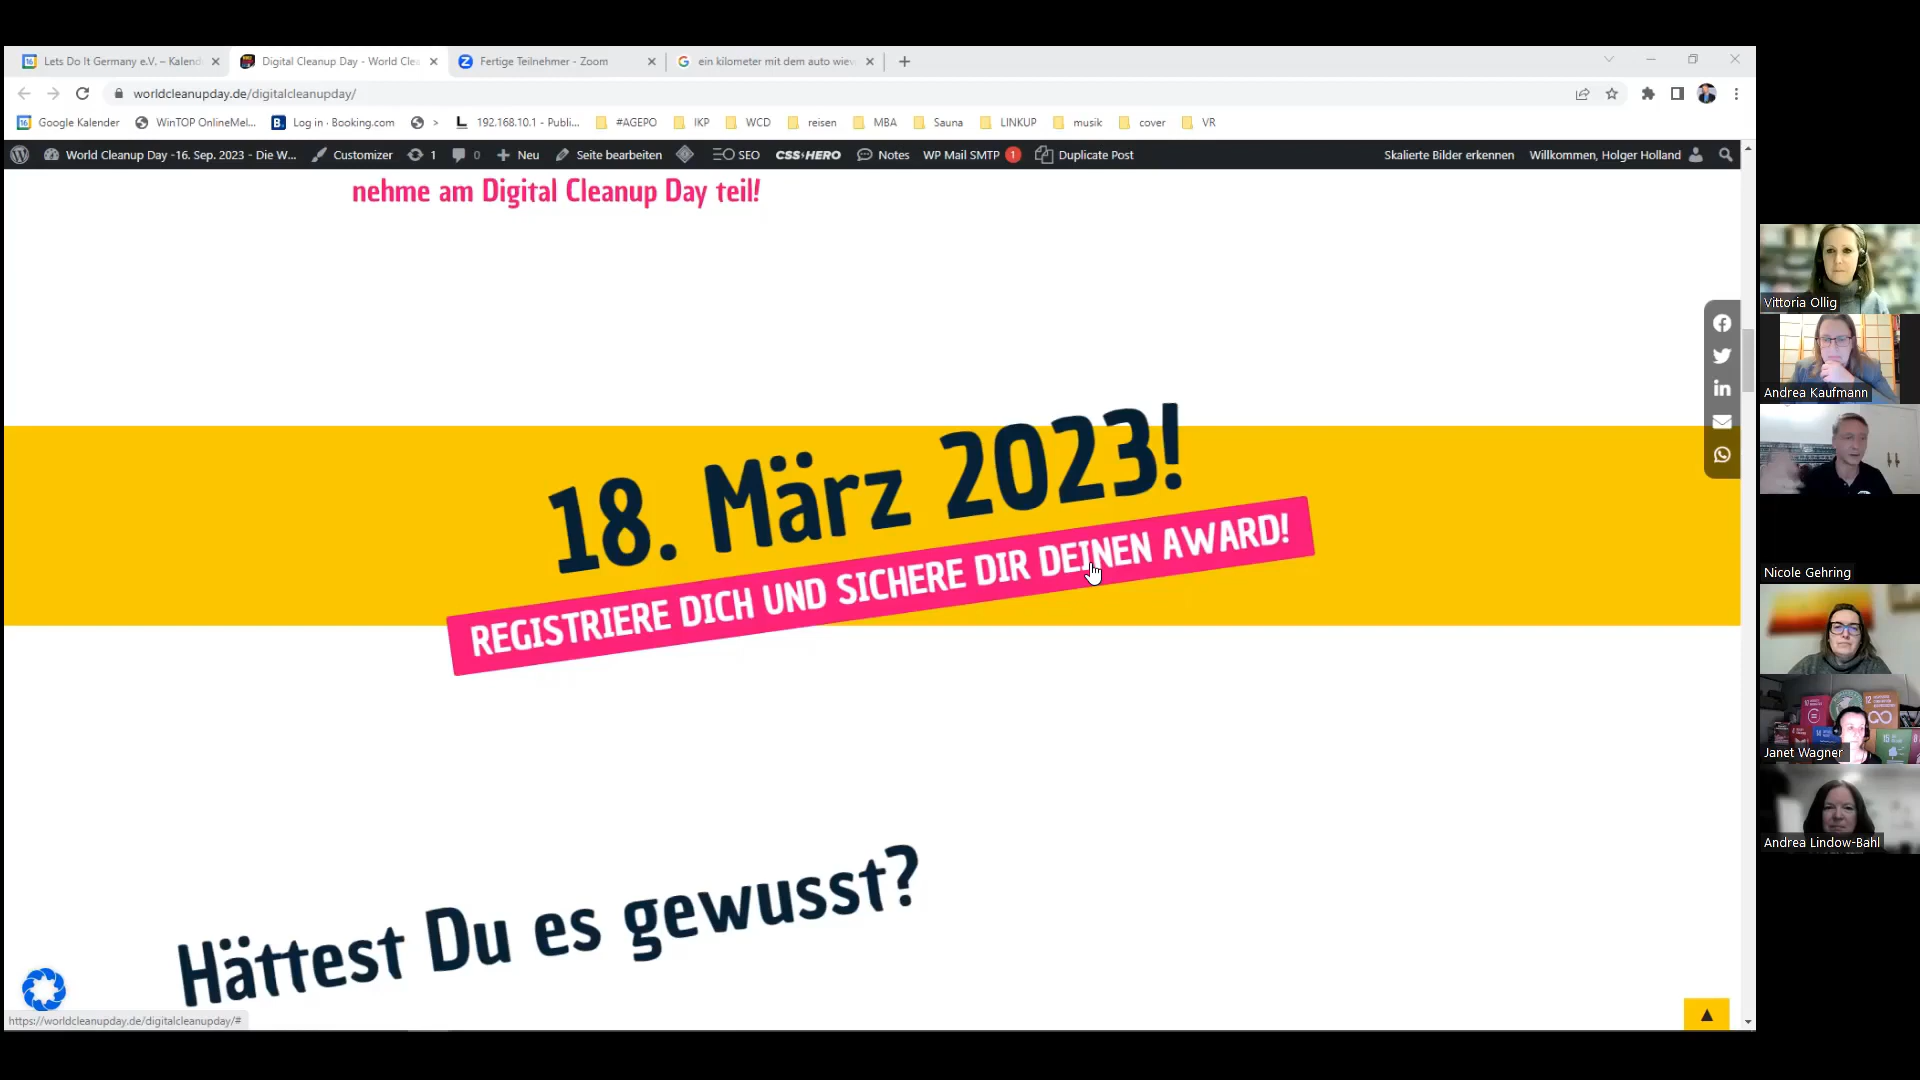 Lets Do It Germany e.V. – Kalend
Digital Cleanup Day - World Cle
Fertige Teilnehmer - Zoom
ein kilometer mit dem auto wiev
worldcleanupday.de/digitalcleanupday/
Google Kalender
WinTOP OnlineMel...
Log in · Booking.com
>
192.168.10.1 - Publi...
#AGEPO
IKP
WCD
reisen
MBA
Sauna
LINKUP
musik
cover
VR
World Cleanup Day -16. Sep. 2023 - Die W...
Customizer
1
0
Neu
Seite bearbeiten
SEO
CSS HERO
Notes
WP Mail SMTP 1
Duplicate Post
Skalierte Bilder erkennen
Willkommen, Holger Holland
nehme am Digital Cleanup Day teil!
18. März 2023!
REGISTRIERE DICH UND SICHERE DIR DEINEN AWARD!
Hättest Du es gewusst?
https://worldcleanupday.de/digitalcleanupday/#
Vittoria Ollig
Andrea Kaufmann
Nicole Gehring
Janet Wagner
Andrea Lindow-Bahl